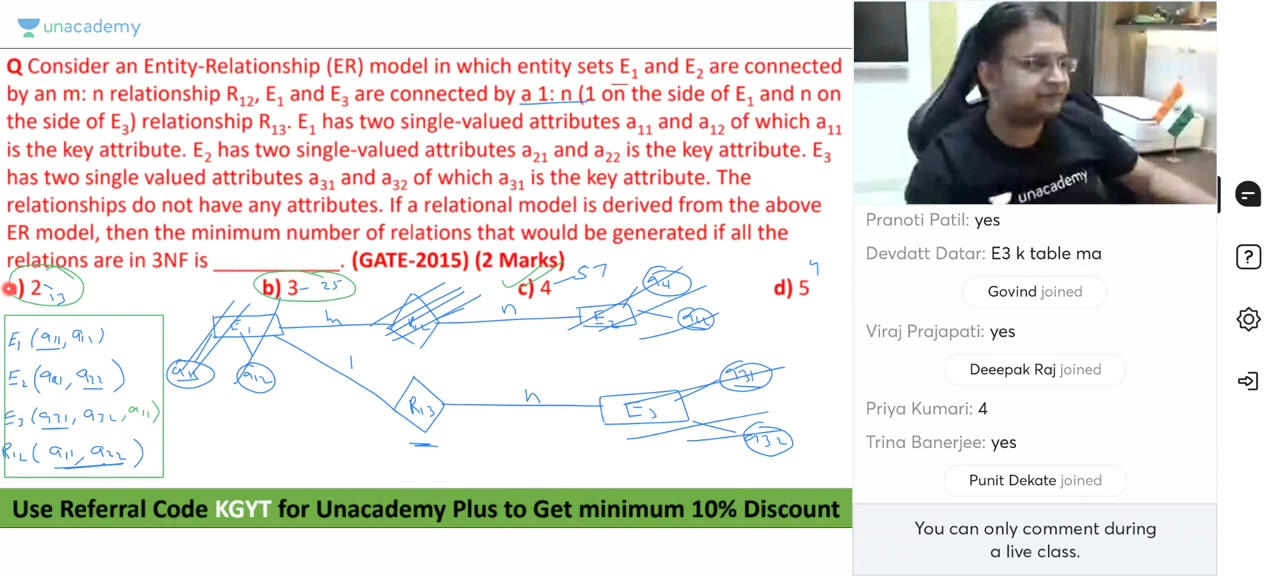 unacademy
Q Consider an Entity-Relationship (ER) model in which entity sets E₁ and E₂ are connected
by an m: n relationship R₁₂, E₁ and E₃ are connected by a 1: n (1 on the side of E₁ and n on
the side of E₃) relationship R₁₃. E₁ has two single-valued attributes a₁₁ and a₁₂ of which a₁₁
is the key attribute. E₂ has two single-valued attributes a₂₁ and a₂₂ is the key attribute. E₃
has two single valued attributes a₃₁ and a₃₂ of which a₃₁ is the key attribute. The
relationships do not have any attributes. If a relational model is derived from the above
ER model, then the minimum number of relations that would be generated if all the
relations are in 3NF is ____________. (GATE-2015) (2 Marks)
a) 2 13 b) 3 - 25 c) 4 - 57 d) 5 4
E₁ (a₁₁, a₁₂)
E₂ (a₂₁, a₂₂)
E₃ (a₃₁, a₃₂, a₁₁)
R₁₂ (a₁₁, a₂₂)
E₁ m R₁₂ n E₂
a₁₁ a₁₂
1 R₁₃ n E₃
a₃₁
a₃₂
Use Referral Code KGYT for Unacademy Plus to Get minimum 10% Discount
unacademy
Pranoti Patil: yes
Devdatt Datar: E3 k table ma
Govind joined
Viraj Prajapati: yes
Deeepak Raj joined
Priya Kumari: 4
Trina Banerjee: yes
Punit Dekate joined
You can only comment during
a live class.